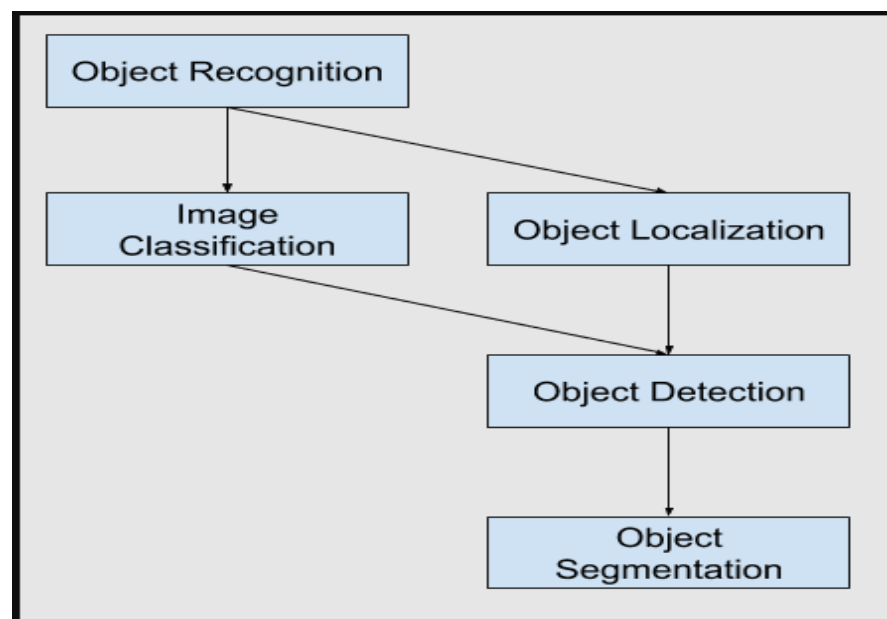 Object Recognition
Image
Classification
Object Localization
Object Detection
Object
Segmentation